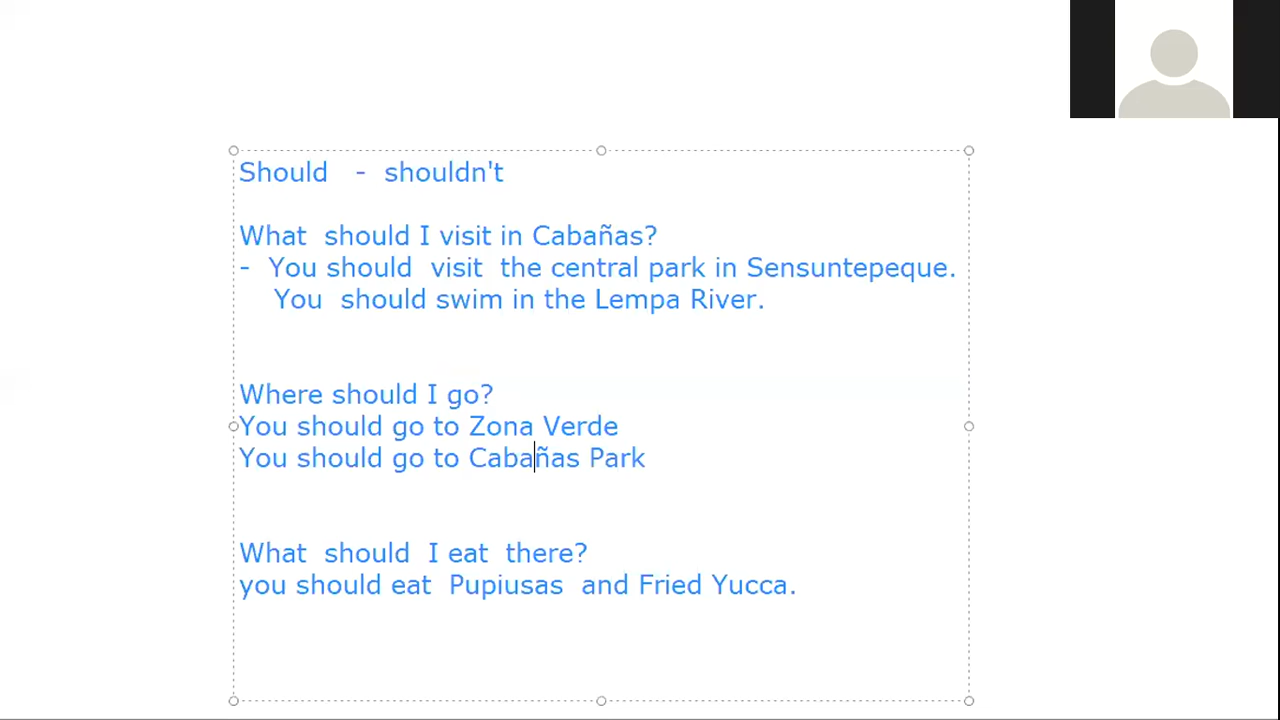 Should - shouldn't
What should I visit in Cabañas?
- You should visit the central park in Sensuntepeque.
You should swim in the Lempa River.
Where should I go?
You should go to Zona Verde
You should go to Cabañas Park
What should I eat there?
you should eat Pupiusas and Fried Yucca.